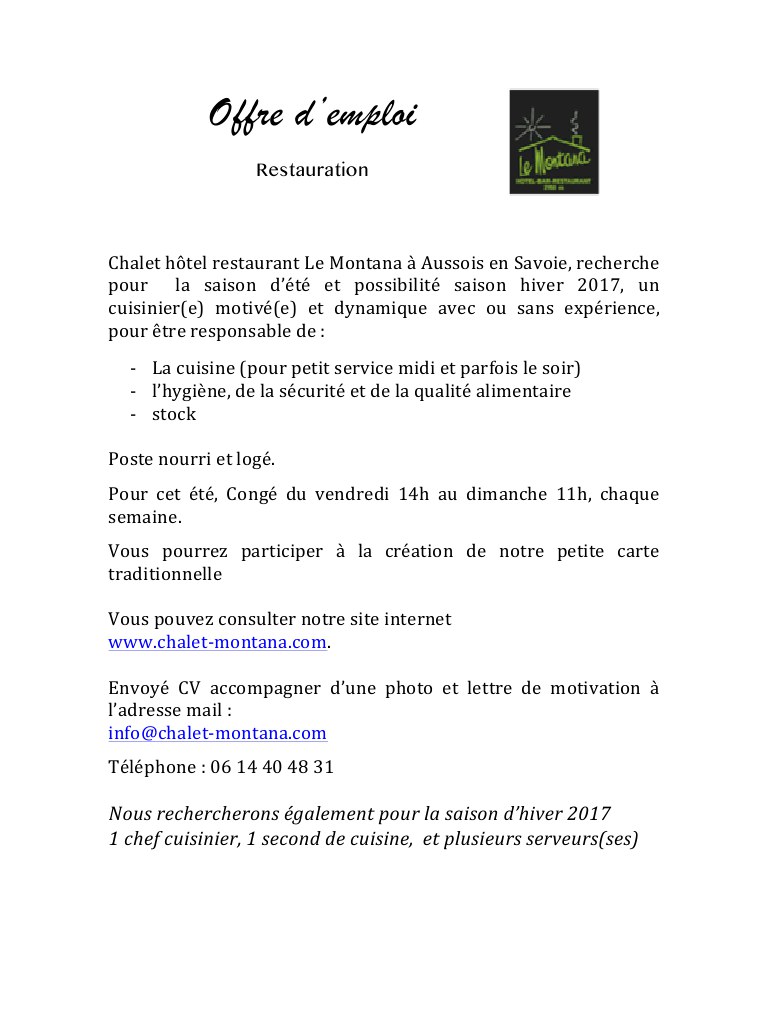 Offre d'emploi
Restauration
Le Montana
HOTEL-BAR-RESTAURANT
Chalet hôtel restaurant Le Montana à Aussois en Savoie, recherche
pour la saison d'été et possibilité saison hiver 2017, un
cuisinier(e) motivé(e) et dynamique avec ou sans expérience,
pour être responsable de :
- La cuisine (pour petit service midi et parfois le soir)
- l'hygiène, de la sécurité et de la qualité alimentaire
- stock
Poste nourri et logé.
Pour cet été, Congé du vendredi 14h au dimanche 11h, chaque
semaine.
Vous pourrez participer à la création de notre petite carte
traditionnelle
Vous pouvez consulter notre site internet
www.chalet-montana.com.
Envoyé CV accompagner d'une photo et lettre de motivation à
l'adresse mail :
info@chalet-montana.com
Téléphone : 06 14 40 48 31
Nous rechercherons également pour la saison d'hiver 2017
1 chef cuisinier, 1 second de cuisine, et plusieurs serveurs(ses)